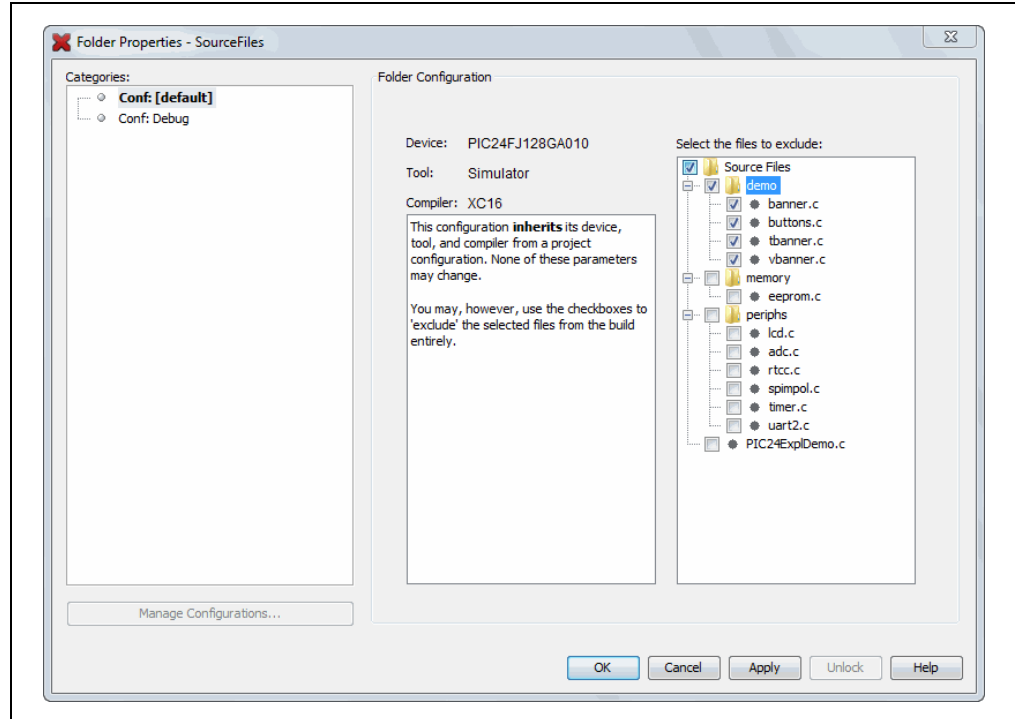 Folder Properties - SourceFiles
Categories:
Conf: [default]
Conf: Debug
Manage Configurations...
Folder Configuration
Device: PIC24FJ128GA010
Tool: Simulator
Compiler: XC16
This configuration inherits its device,
tool, and compiler from a project
configuration. None of these parameters
may change.
You may, however, use the checkboxes to
'exclude' the selected files from the build
entirely.
Select the files to exclude:
Source Files
demo
banner.c
buttons.c
tbanner.c
vbanner.c
memory
eeprom.c
periphs
lcd.c
adc.c
rtcc.c
spimpol.c
timer.c
uart2.c
PIC24ExplDemo.c
OK
Cancel
Apply
Unlock
Help